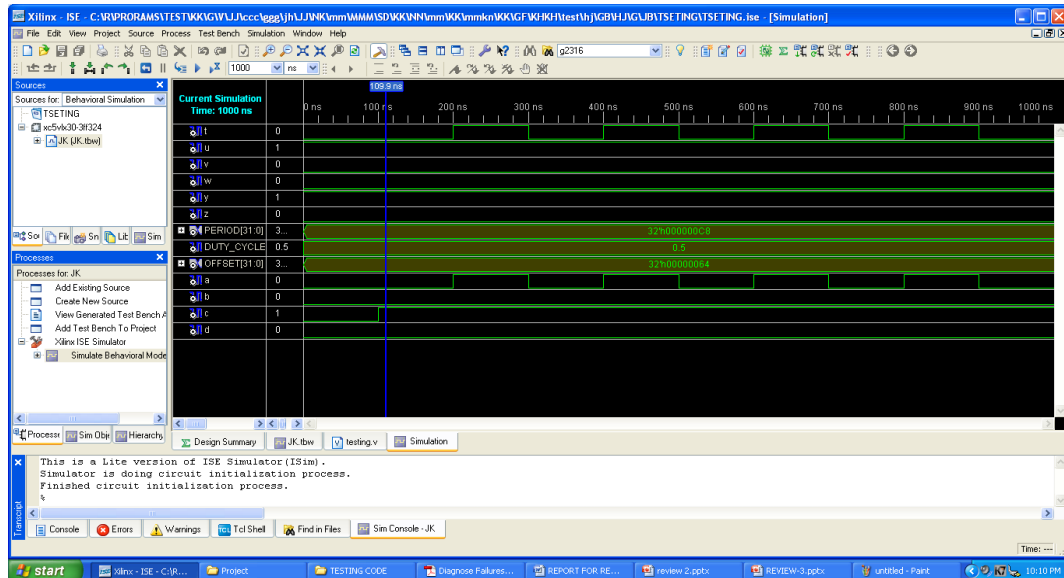 Xilinx - ISE - C:\R\PRORAMS\TEST\KK\G\V\JJ\ccc\ggg\jh\JJ\NK\mm\MMM\SD\KK\NN\mm\KK\mmkn\KK\GF\KHKH\test\hj\GB\HJ\G\JB\TSETING\TSETING.ise - [Simulation]
File Edit View Project Source Process Test Bench Simulation Window Help
g2316
1000 ns
Sources
Sources for: Behavioral Simulation
TSETING
xc5vlx30-3ff324
JK (JK.tbw)
Sim
Processes
Processes for: JK
Add Existing Source
Create New Source
View Generated Test Bench A
Add Test Bench To Project
Xilinx ISE Simulator
Simulate Behavioral Mode
Processe Sim Obje Hierarchy
109.9 ns
Current Simulation
Time: 1000 ns
0 ns 100 ns 200 ns 300 ns 400 ns 500 ns 600 ns 700 ns 800 ns 900 ns 1000 ns
t 0
u 1
v 0
w 0
y 1
z 0
PERIOD[31:0] 3... 32'h000000C8
DUTY_CYCLE 0.5 0.5
OFFSET[31:0] 3... 32'h00000064
a 0
b 0
c 1
d 0
Design Summary JK.tbw testing.v Simulation
This is a Lite version of ISE Simulator(ISim).
Simulator is doing circuit initialization process.
Finished circuit initialization process.
%
Transcript
Console Errors Warnings Tcl Shell Find in Files Sim Console - JK
Time: ---
start Xilinx - ISE - C:\R... Project TESTING CODE Diagnose Failures... REPORT FOR RE... review 2.pptx REVIEW-3.pptx untitled - Paint 10:10 PM